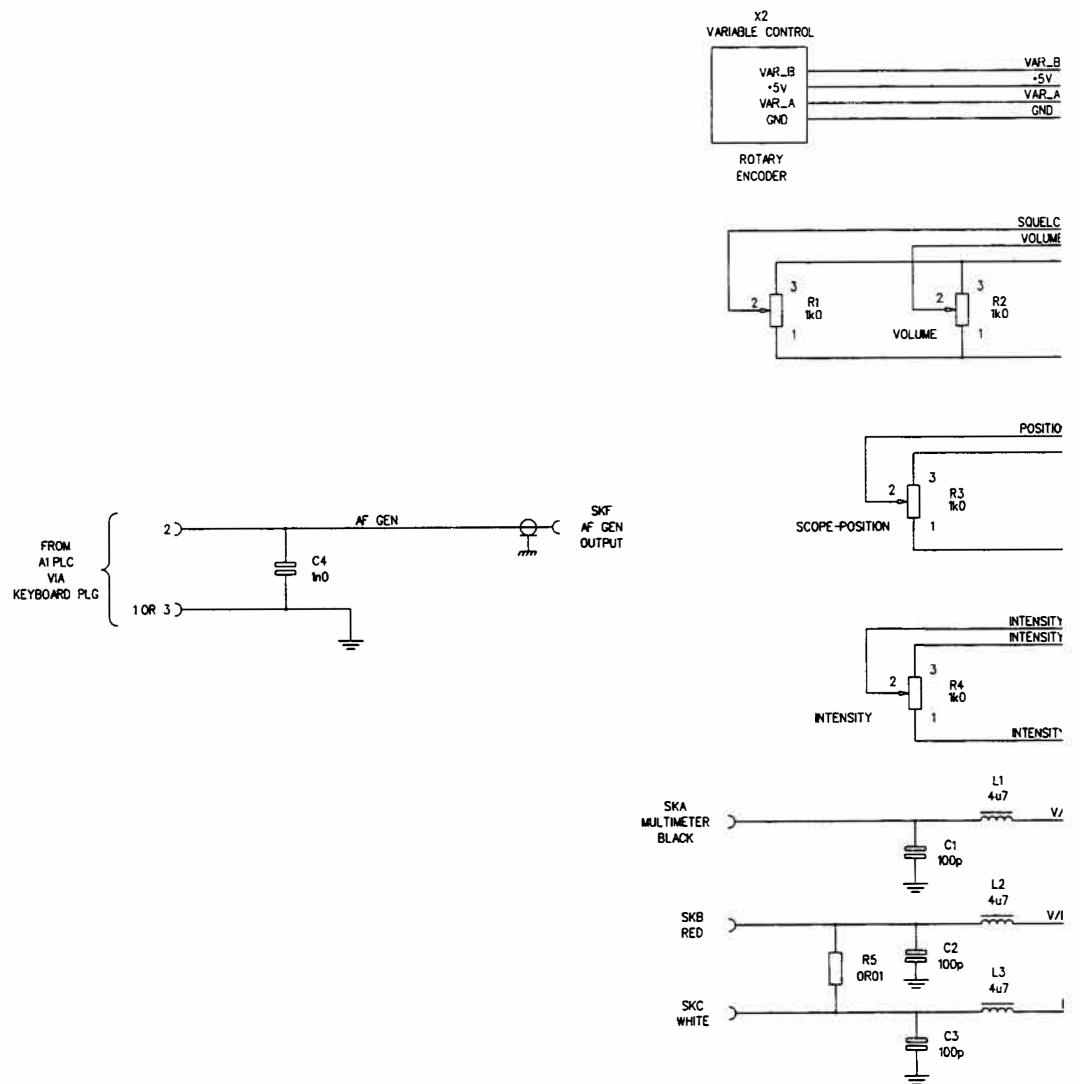 X2
VARIABLE CONTROL
VAR_B
+5V
VAR_A
GND
VAR_B
+5V
VAR_A
GND
ROTARY
ENCODER
SQUELC
VOLUME
3
2
R1
1k0
1
3
2
R2
1k0
VOLUME
1
POSITIO
3
2
R3
1k0
SCOPE-POSITION
1
FROM
A1 PLC
VIA
KEYBOARD PLG
2
AF GEN
SKF
AF GEN
OUTPUT
C4
1n0
1 OR 3
INTENSITY
INTENSITY
3
2
R4
1k0
INTENSITY
1
INTENSIT
SKA
MULTIMETER
BLACK
L1
4u7
V/
C1
100p
SKB
RED
L2
4u7
V/I
C2
100p
R5
0R01
SKC
WHITE
L3
4u7
I
C3
100p